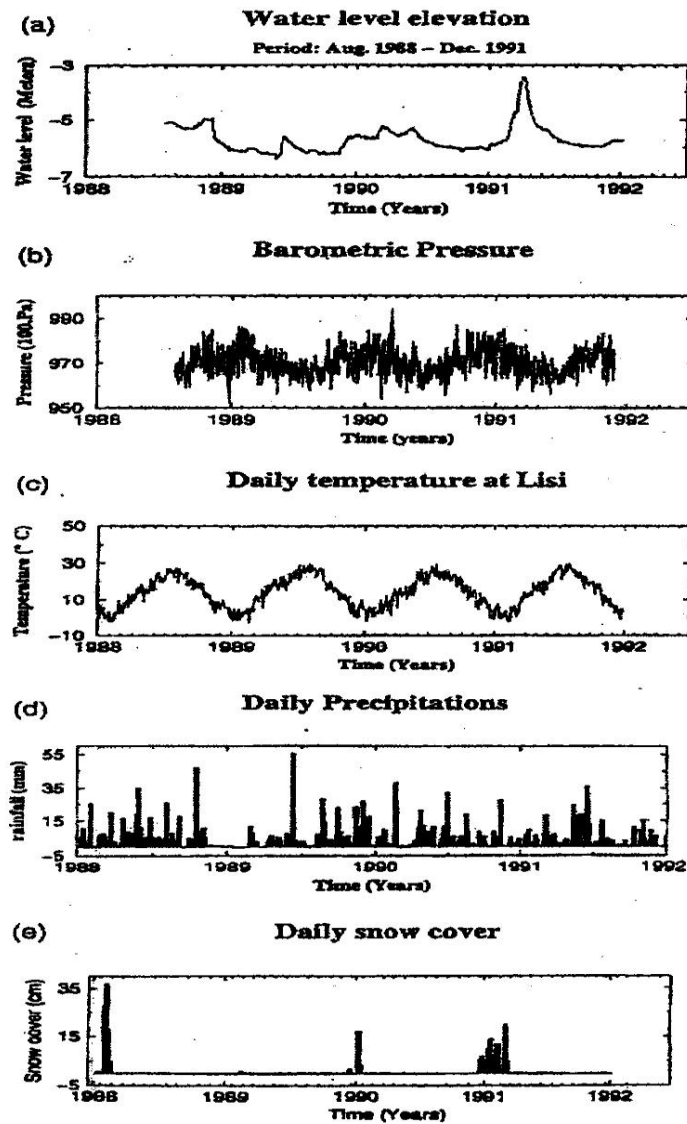 (a)
Water level elevation
Period: Aug. 1988 – Dec. 1991
Water level (Meters)
-3
-5
-7
1988 1989 1990 1991 1992
Time (Years)
(b)
Barometric Pressure
Pressure (100.Pa)
990
970
950
1988 1989 1990 1991 1992
Time (years)
(c)
Daily temperature at Lisi
Temperature (° C)
50
30
10
-10
1988 1989 1990 1991 1992
Time (Years)
(d)
Daily Precipitations
rainfall (mm)
55
35
15
-5
1988 1989 1990 1991 1992
Time (Years)
(e)
Daily snow cover
Snow cover (cm)
35
15
-5
1988 1989 1990 1991 1992
Time (Years)